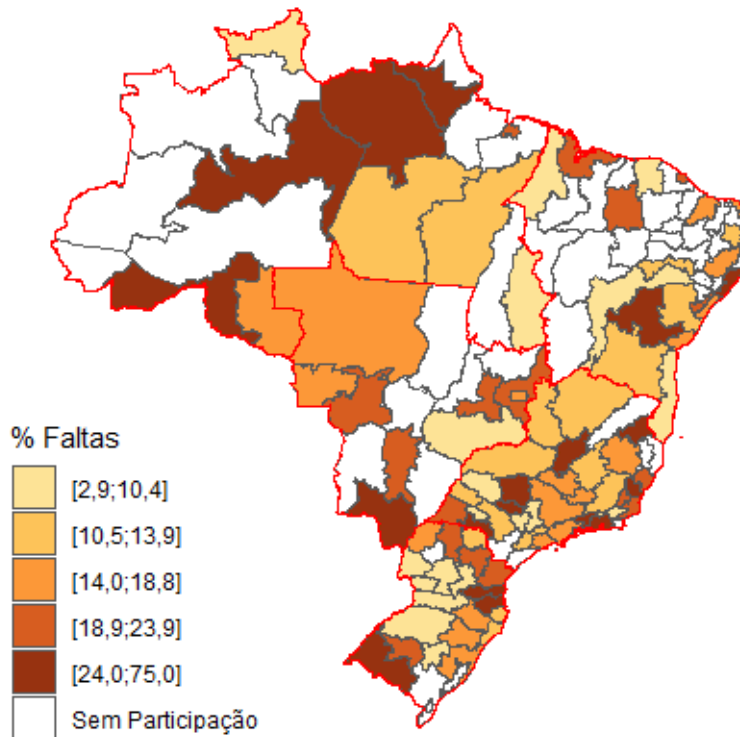 % Faltas
[2,9;10,4]
[10,5;13,9]
[14,0;18,8]
[18,9;23,9]
[24,0;75,0]
Sem Participação